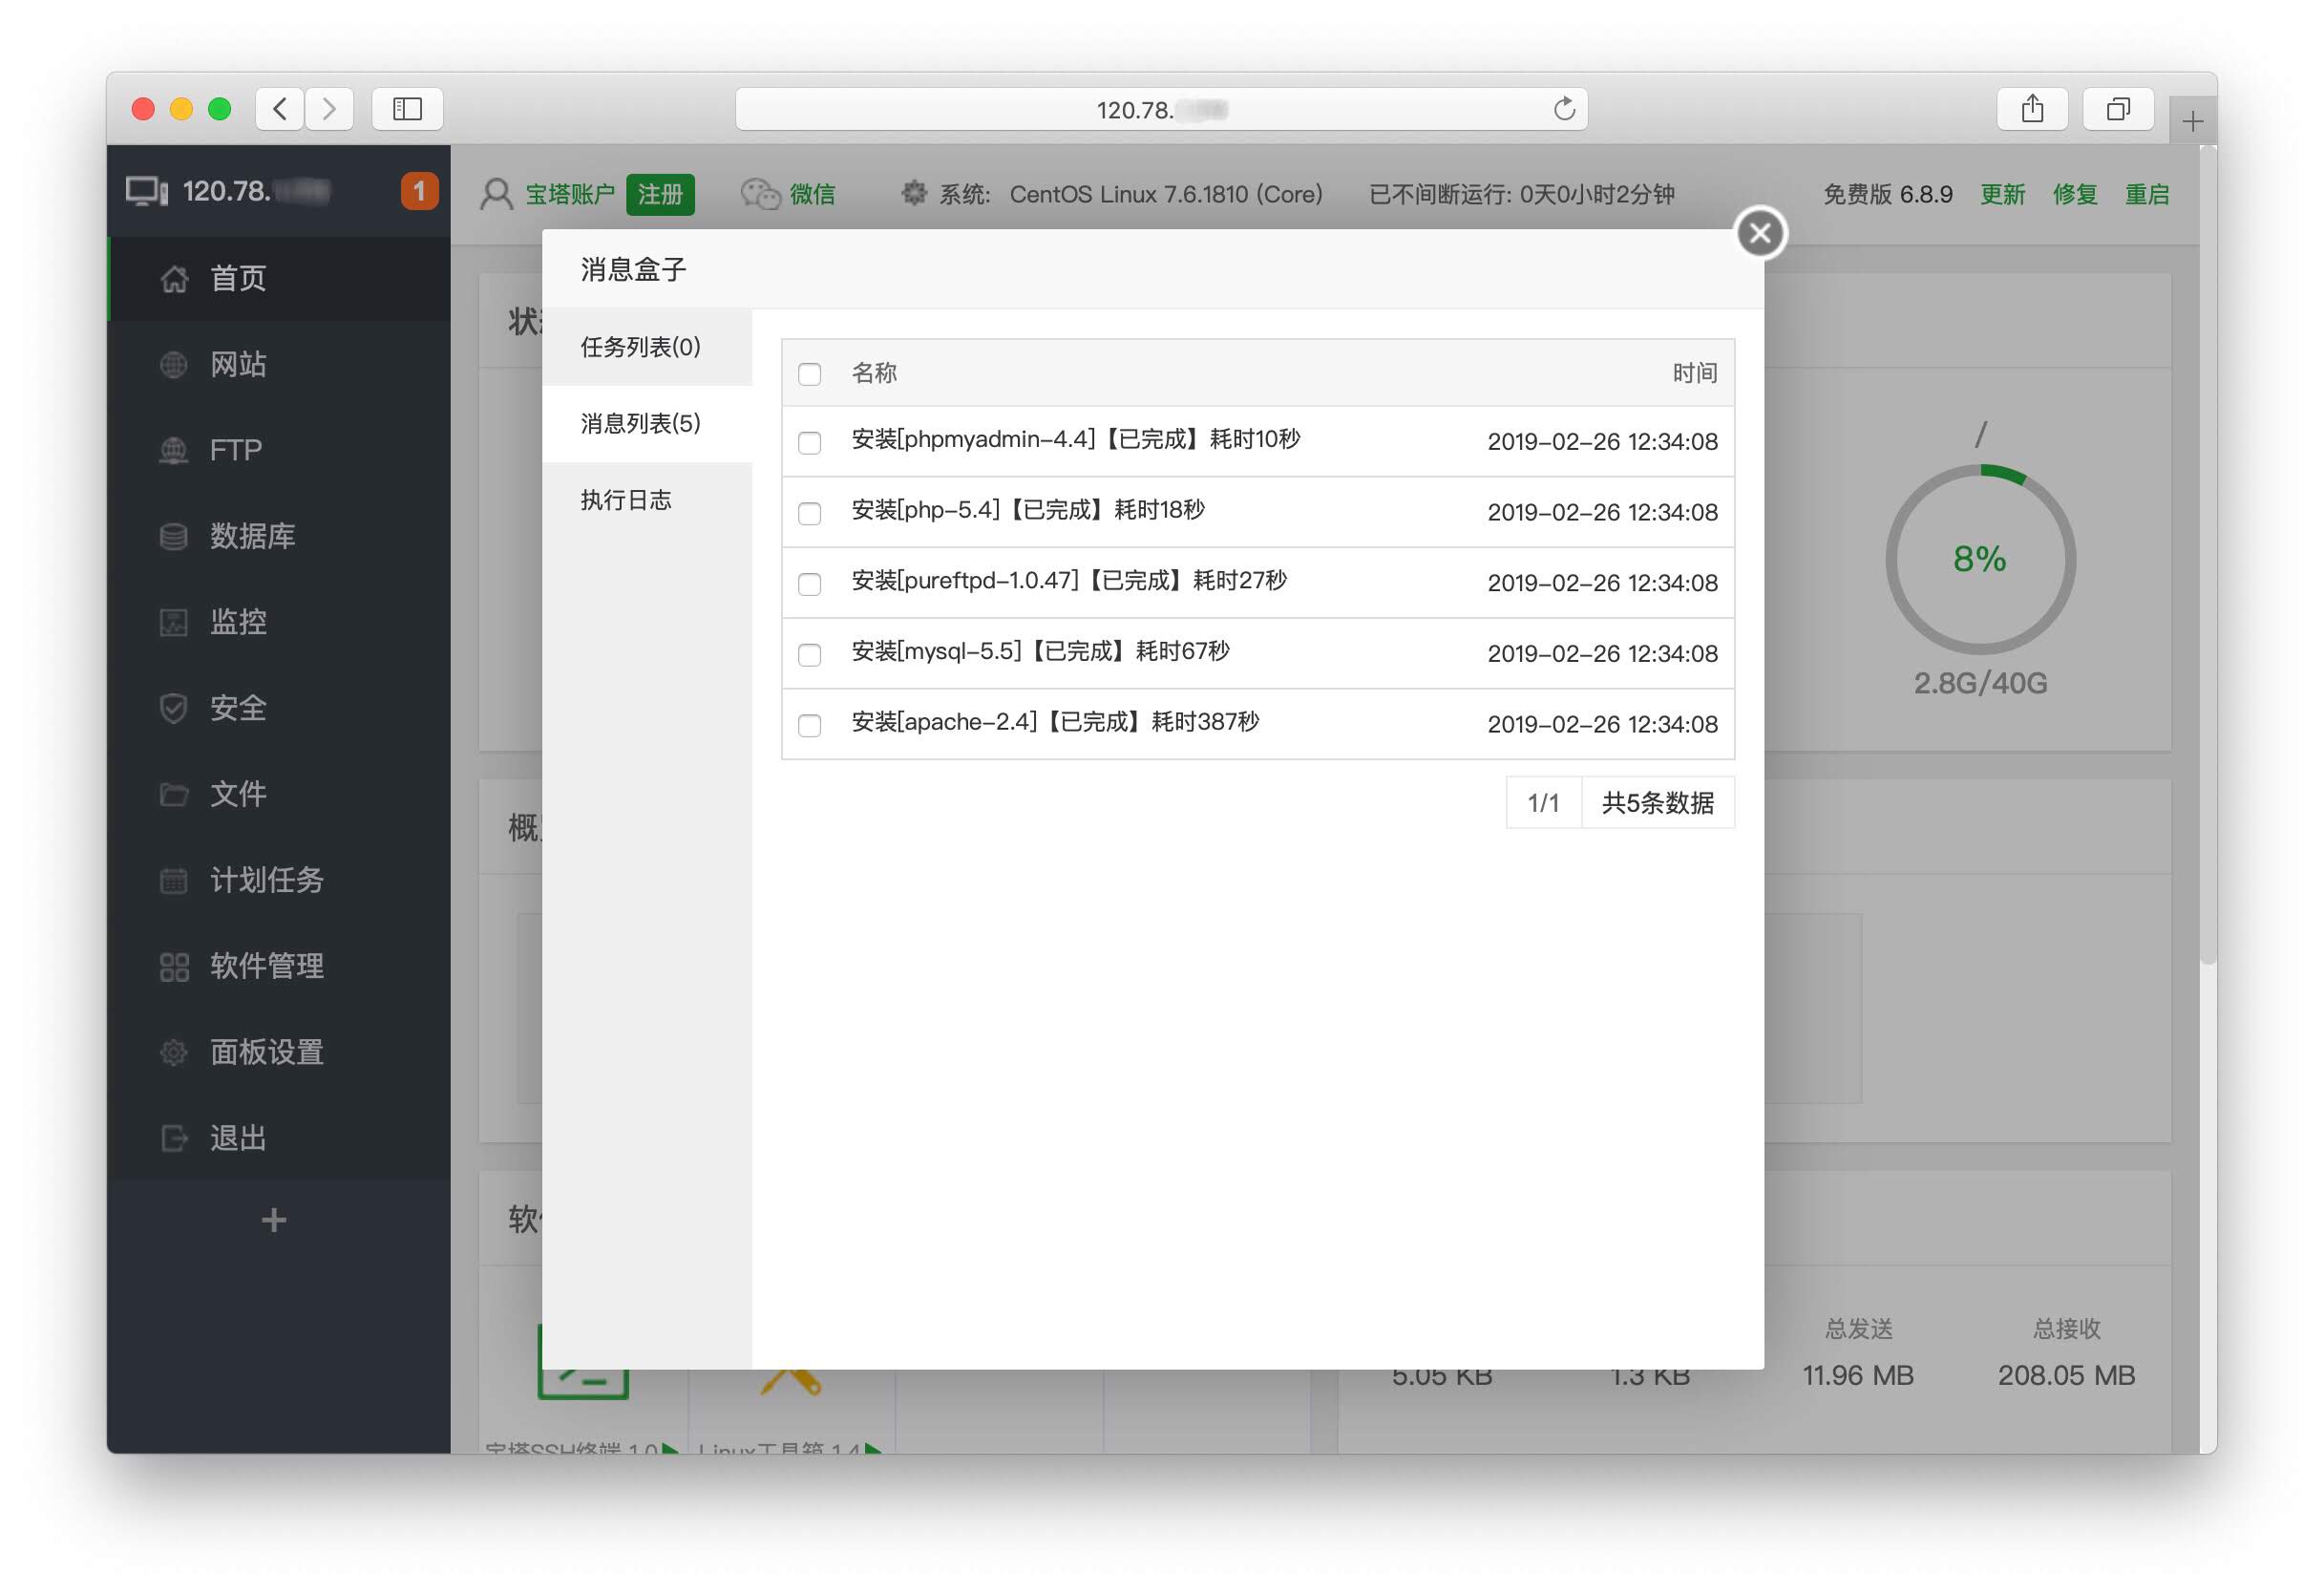 120.78.
120.78.
1
宝塔账户 注册 微信 系统: CentOS Linux 7.6.1810 (Core) 已不间断运行: 0天0小时2分钟 免费版 6.8.9 更新 修复 重启
首页
网站
FTP
数据库
监控
安全
文件
计划任务
软件管理
面板设置
退出
消息盒子
任务列表(0)
消息列表(5)
执行日志
名称 时间
安装[phpmyadmin-4.4]【已完成】耗时10秒 2019-02-26 12:34:08
安装[php-5.4]【已完成】耗时18秒 2019-02-26 12:34:08
安装[pureftpd-1.0.47]【已完成】耗时27秒 2019-02-26 12:34:08
安装[mysql-5.5]【已完成】耗时67秒 2019-02-26 12:34:08
安装[apache-2.4]【已完成】耗时387秒 2019-02-26 12:34:08
1/1 共5条数据
状
/
8%
2.8G/40G
概
软
总发送 总接收
5.05 KB 1.3 KB 11.96 MB 208.05 MB
宝塔SSH终端 1.0 Linux工具箱 1.4